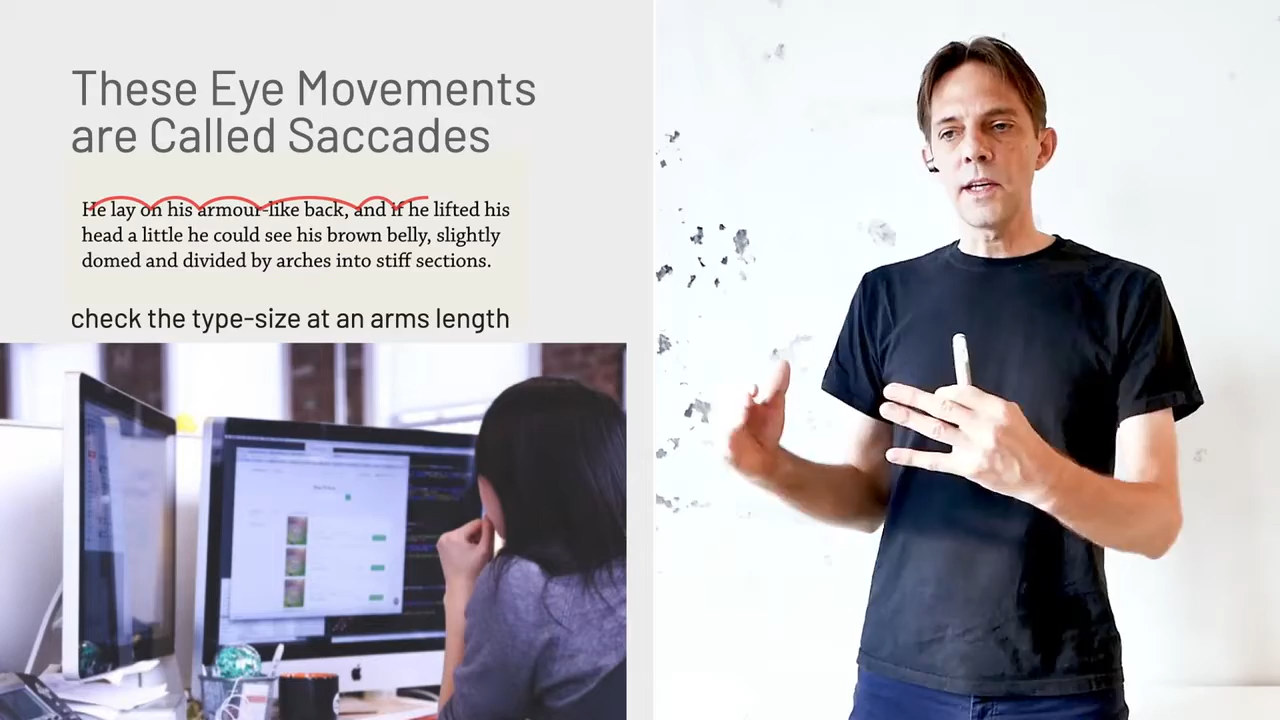 These Eye Movements
are Called Saccades
He lay on his armour-like back, and if he lifted his
head a little he could see his brown belly, slightly
domed and divided by arches into stiff sections.
check the type-size at an arms length